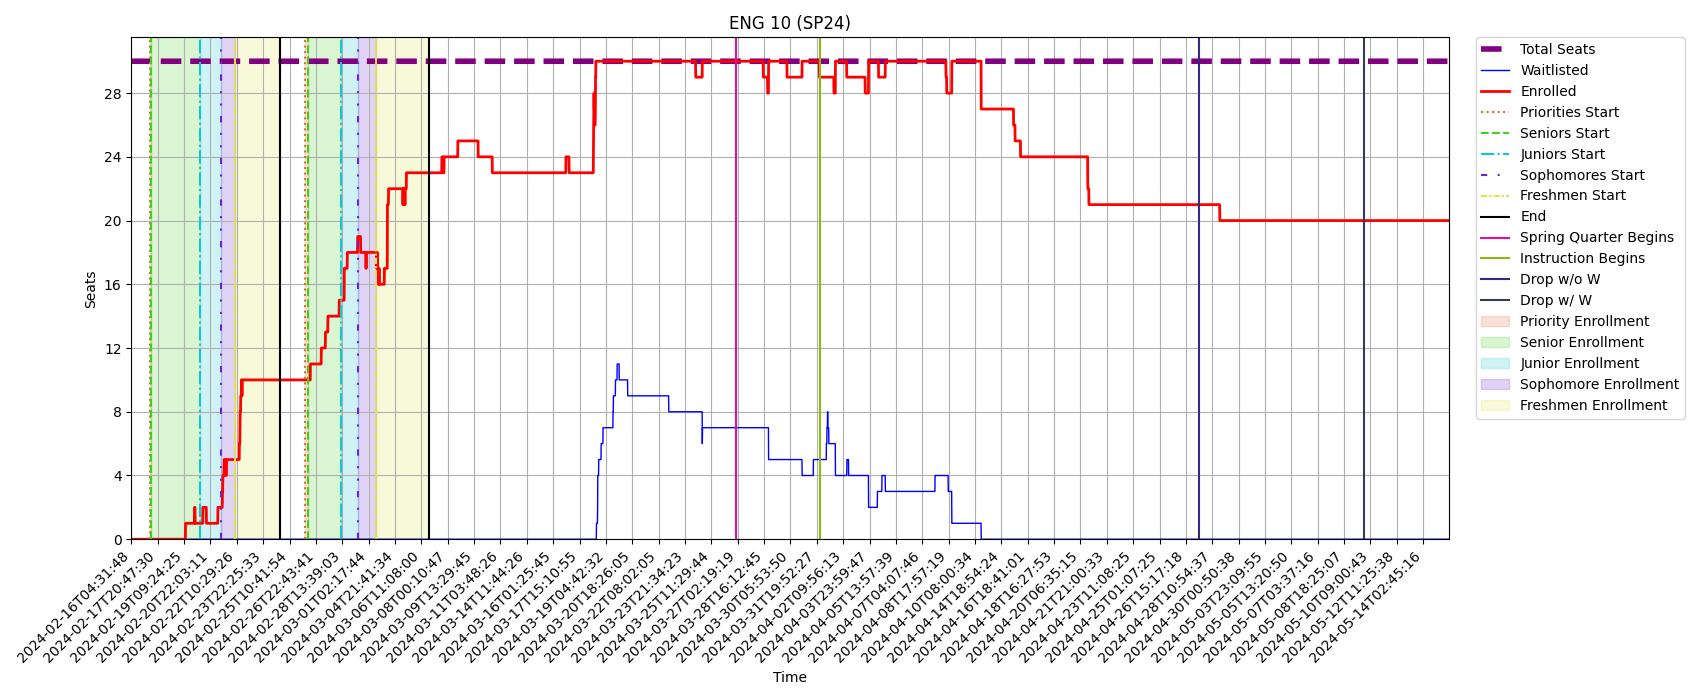 ENG 10 (SP24)
Seats
28
24
20
16
12
8
4
0
2024-02-16T04:31:48
2024-02-17T20:47:30
2024-02-19T09:24:25
2024-02-20T22:03:11
2024-02-22T10:29:26
2024-02-23T22:25:33
2024-02-25T10:41:54
2024-02-26T22:43:41
2024-02-28T13:39:03
2024-03-01T02:17:44
2024-03-04T21:41:34
2024-03-06T11:08:00
2024-03-08T00:10:47
2024-03-09T13:29:45
2024-03-11T03:48:26
2024-03-14T11:44:26
2024-03-16T01:25:45
2024-03-17T15:10:55
2024-03-19T04:42:32
2024-03-20T18:26:05
2024-03-22T08:02:05
2024-03-23T21:34:23
2024-03-25T11:29:44
2024-03-27T02:19:19
2024-03-28T16:12:45
2024-03-30T05:53:50
2024-03-31T19:52:27
2024-04-02T09:56:13
2024-04-03T23:59:47
2024-04-05T13:57:39
2024-04-07T04:07:46
2024-04-08T17:57:19
2024-04-10T08:00:34
2024-04-14T18:54:24
2024-04-16T18:41:01
2024-04-18T16:27:53
2024-04-20T06:35:15
2024-04-21T21:00:33
2024-04-23T11:08:25
2024-04-25T01:07:25
2024-04-26T15:17:18
2024-04-28T10:54:37
2024-04-30T00:50:38
2024-05-03T23:09:55
2024-05-05T13:20:50
2024-05-07T03:37:16
2024-05-08T18:25:07
2024-05-10T09:00:43
2024-05-12T11:25:38
2024-05-14T02:45:16
Time
Total Seats
Waitlisted
Enrolled
Priorities Start
Seniors Start
Juniors Start
Sophomores Start
Freshmen Start
End
Spring Quarter Begins
Instruction Begins
Drop w/o W
Drop w/ W
Priority Enrollment
Senior Enrollment
Junior Enrollment
Sophomore Enrollment
Freshmen Enrollment